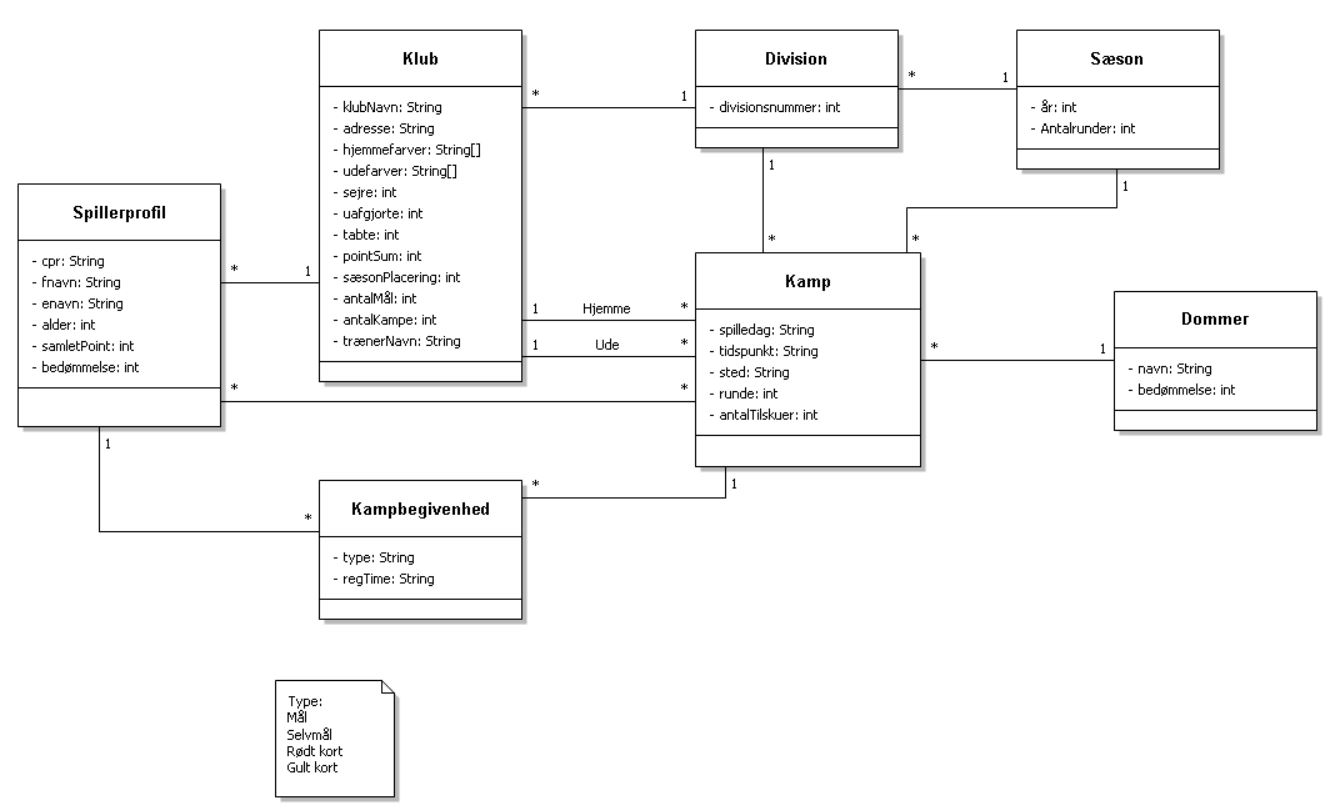 Klub
- klubNavn: String
- adresse: String
- hjemmefarver: String[]
- udefarver: String[]
- sejre: int
- uafgjorte: int
- tabte: int
- pointSum: int
- sæsonPlacering: int
- antalMål: int
- antalKampe: int
- trænerNavn: String
* 1
Division
- divisionsnummer: int
* 1
Sæson
- år: int
- Antalrunder: int
1
*
1
*
Spillerprofil
- cpr: String
- fnavn: String
- enavn: String
- alder: int
- samletPoint: int
- bedømmelse: int
* 1
1 Hjemme *
1 Ude *
* *
Kamp
- spilledag: String
- tidspunkt: String
- sted: String
- runde: int
- antalTilskuer: int
* 1
Dommer
- navn: String
- bedømmelse: int
1
*
* 1
Kampbegivenhed
- type: String
- regTime: String
Type:
Mål
Selvmål
Rødt kort
Gult kort